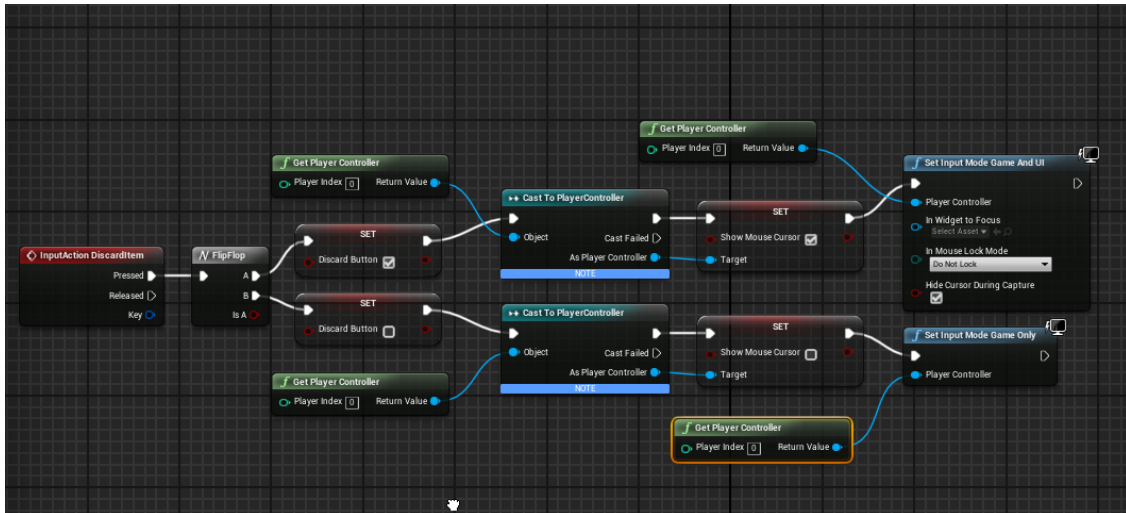 Get Player Controller
Player Index 0 Return Value
Get Player Controller
Player Index 0 Return Value
Set Input Mode Game And UI
Player Controller
In Widget to Focus
Select Asset
In Mouse Lock Mode
Do Not Lock
Hide Cursor During Capture
Cast To PlayerController
Object
Cast Failed
As Player Controller
NOTE
SET
Show Mouse Cursor
Target
SET
Discard Button
InputAction DiscardItem
Pressed
Released
Key
FlipFlop
A
B
Is A
SET
Discard Button
Cast To PlayerController
Object
Cast Failed
As Player Controller
NOTE
SET
Show Mouse Cursor
Target
Set Input Mode Game Only
Player Controller
Get Player Controller
Player Index 0 Return Value
Get Player Controller
Player Index 0 Return Value